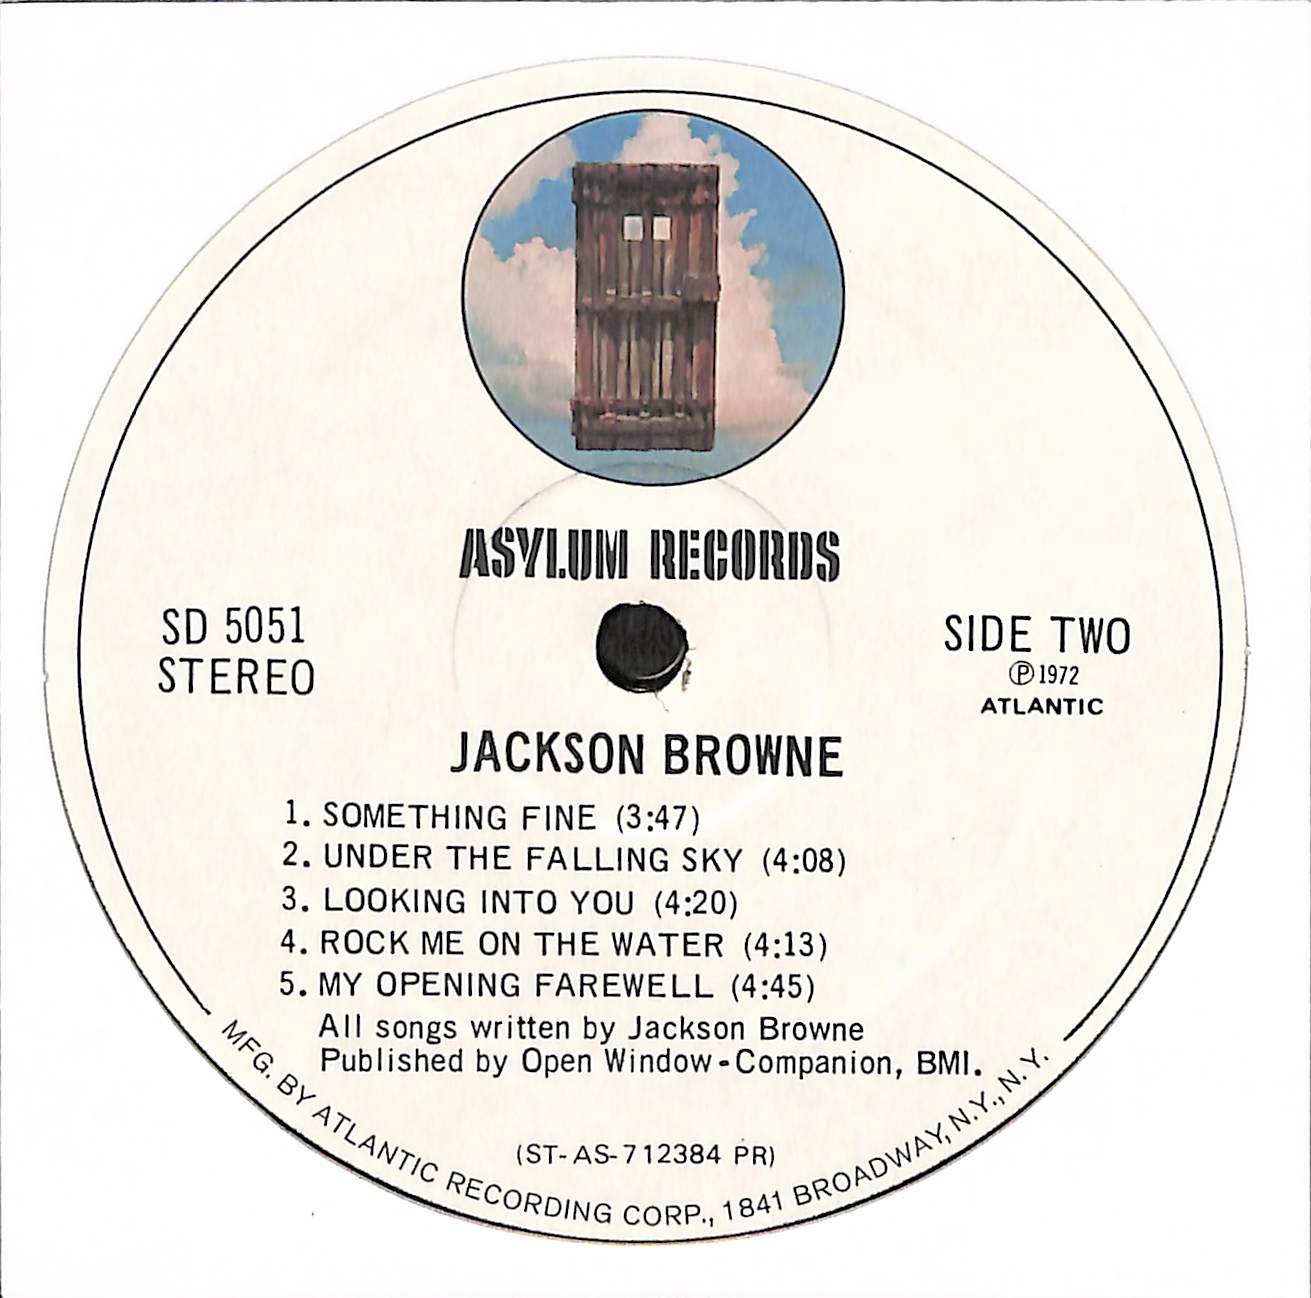 ASYLUM RECORDS
SD 5051
STEREO
SIDE TWO
Ⓟ1972
ATLANTIC
JACKSON BROWNE
1. SOMETHING FINE (3:47)
2. UNDER THE FALLING SKY (4:08)
3. LOOKING INTO YOU (4:20)
4. ROCK ME ON THE WATER (4:13)
5. MY OPENING FAREWELL (4:45)
All songs written by Jackson Browne
Published by Open Window-Companion, BMI.
(ST-AS-712384 PR)
MFG. BY ATLANTIC RECORDING CORP., 1841 BROADWAY, N.Y., N.Y.